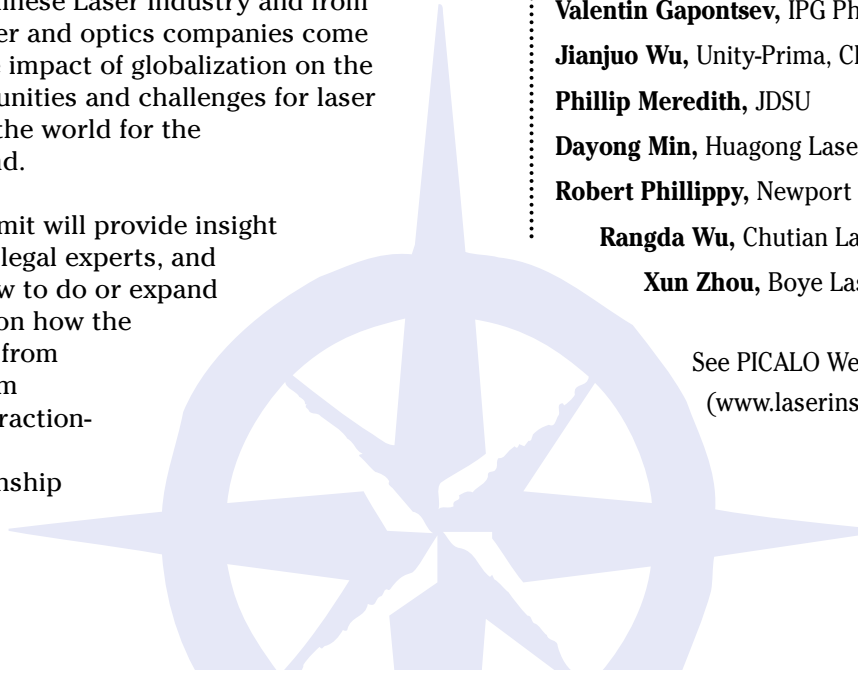 inese Laser Industry and from
er and optics companies come
e impact of globalization on the
unities and challenges for laser
the world for the
nd.
mit will provide insight
legal experts, and
w to do or expand
on how the
from
m
raction-
nship
Valentin Gapontsev, IPG Ph
Jianjuo Wu, Unity-Prima, Ch
Phillip Meredith, JDSU
Dayong Min, Huagong Lase
Robert Phillippy, Newport
Rangda Wu, Chutian La
Xun Zhou, Boye Las
See PICALO We
(www.laserins